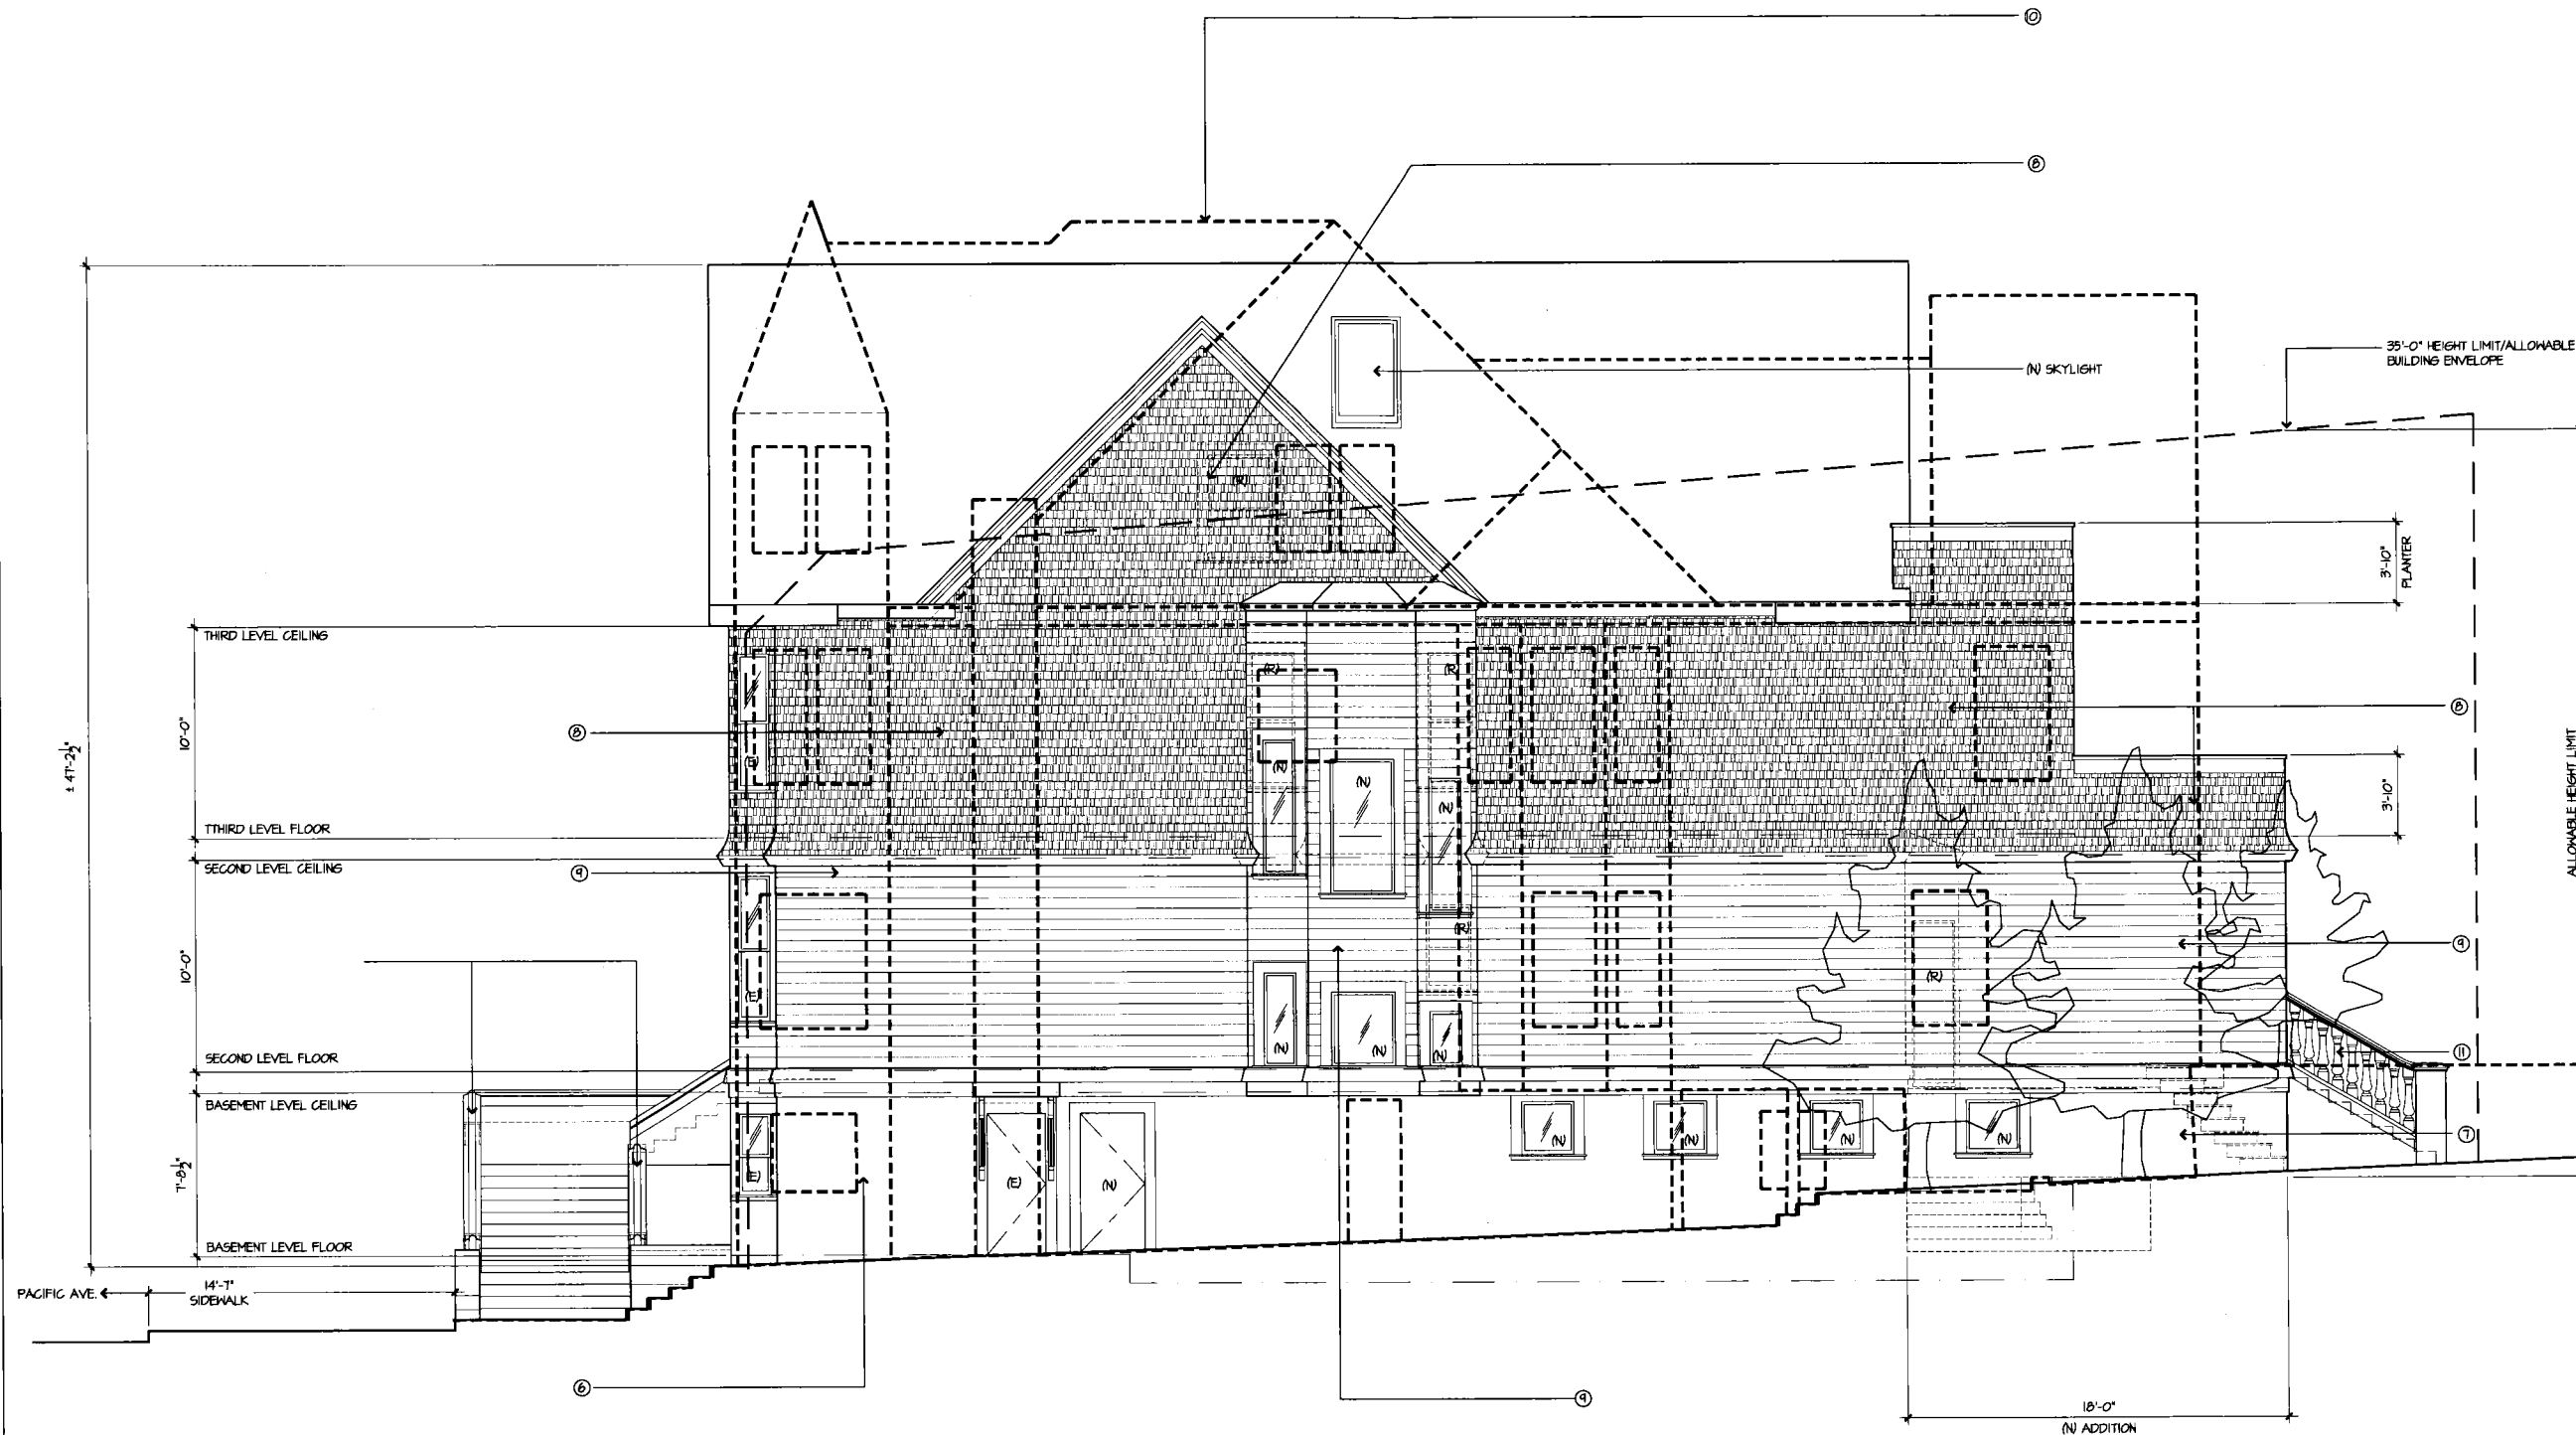 10
8
(N) SKYLIGHT
35'-0" HEIGHT LIMIT/ALLOWABLE
BUILDING ENVELOPE
(R)
3'-10"
PLANTER
THIRD LEVEL CEILING
(R)
(R)
10'-0"
8
8
± 47'-2½"
(E)
(N)
(N)
(N)
3'-10"
ALLOWABLE HEIGHT LIMIT
TTHIRD LEVEL FLOOR
SECOND LEVEL CEILING
9
(R)
9
10'-0"
(E)
(R)
(N)
(N)
(N)
SECOND LEVEL FLOOR
11
BASEMENT LEVEL CEILING
(N)
(N)
(N)
(N)
7
7'-8½"
(E)
(E)
(N)
BASEMENT LEVEL FLOOR
PACIFIC AVE.
14'-7"
SIDEWALK
6
9
18'-0"
(N) ADDITION